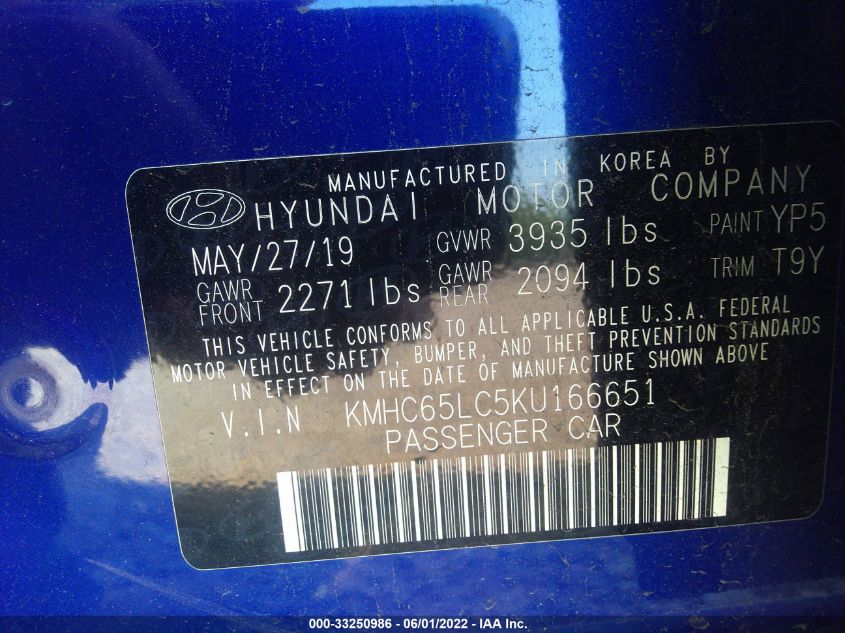 MANUFACTURED IN KOREA BY
HYUNDAI MOTOR COMPANY
MAY/27/19 GVWR 3935 lbs PAINT YP5
GAWR FRONT 2271 lbs GAWR REAR 2094 lbs TRIM T9Y
THIS VEHICLE CONFORMS TO ALL APPLICABLE U.S.A. FEDERAL
MOTOR VEHICLE SAFETY, BUMPER, AND THEFT PREVENTION STANDARDS
IN EFFECT ON THE DATE OF MANUFACTURE SHOWN ABOVE
V.I.N KMHC65LC5KU166651
PASSENGER CAR
000-33250986 - 06/01/2022 - IAA Inc.